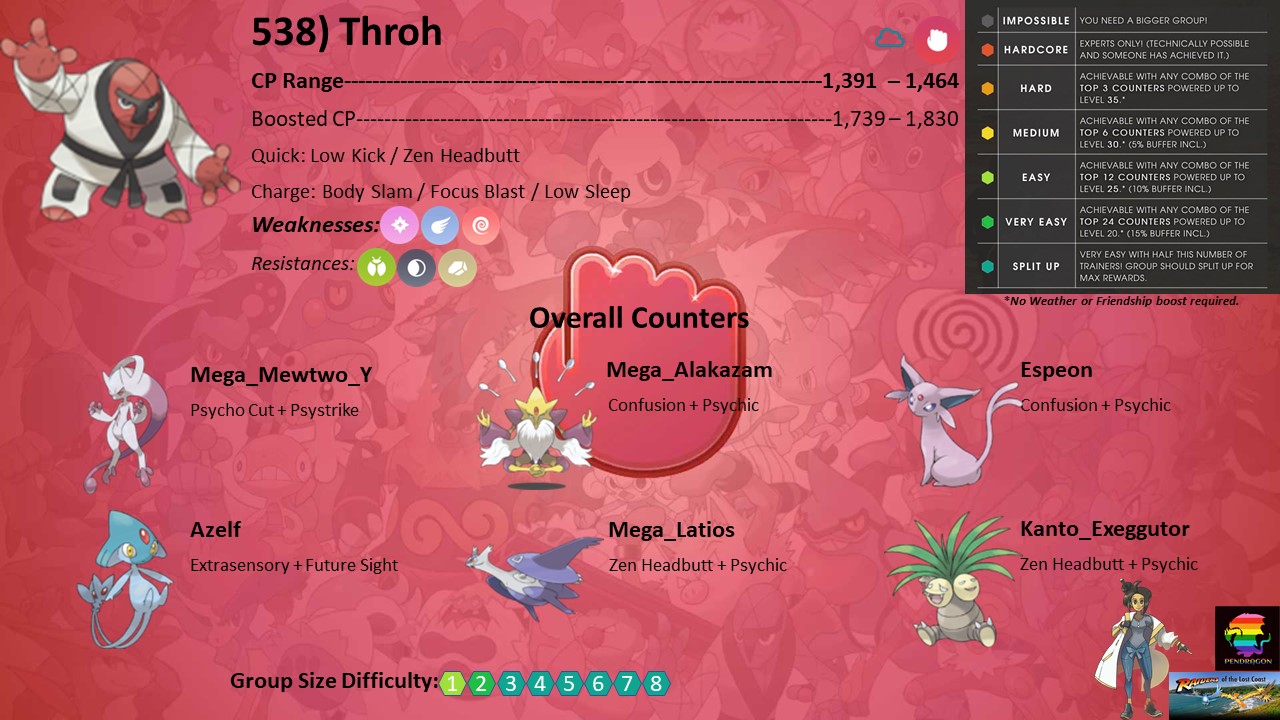 538) Throh
CP Range------------------------------------------------------------------------1,391 – 1,464
Boosted CP------------------------------------------------------------------------1,739 – 1,830
Quick: Low Kick / Zen Headbutt
Charge: Body Slam / Focus Blast / Low Sleep
Weaknesses:
Resistances:
IMPOSSIBLE YOU NEED A BIGGER GROUP!
HARDCORE EXPERTS ONLY! (TECHNICALLY POSSIBLE
AND SOMEONE HAS ACHIEVED IT.)
HARD ACHIEVABLE WITH ANY COMBO OF THE
TOP 3 COUNTERS POWERED UP TO
LEVEL 35.*
MEDIUM ACHIEVABLE WITH ANY COMBO OF THE
TOP 6 COUNTERS POWERED UP TO
LEVEL 30.* (5% BUFFER INCL.)
EASY ACHIEVABLE WITH ANY COMBO OF THE
TOP 12 COUNTERS POWERED UP TO
LEVEL 25.* (10% BUFFER INCL.)
VERY EASY ACHIEVABLE WITH ANY COMBO OF THE
TOP 24 COUNTERS POWERED UP TO
LEVEL 20.* (15% BUFFER INCL.)
SPLIT UP VERY EASY WITH HALF THIS NUMBER OF
TRAINERS! GROUP SHOULD SPLIT UP FOR
MAX REWARDS.
*No Weather or Friendship boost required.
Overall Counters
Mega_Mewtwo_Y
Psycho Cut + Psystrike
Mega_Alakazam
Confusion + Psychic
Espeon
Confusion + Psychic
Azelf
Extrasensory + Future Sight
Mega_Latios
Zen Headbutt + Psychic
Kanto_Exeggutor
Zen Headbutt + Psychic
Group Size Difficulty: 1 2 3 4 5 6 7 8
PENDRAGON
RAIDERS of the Lost Coast